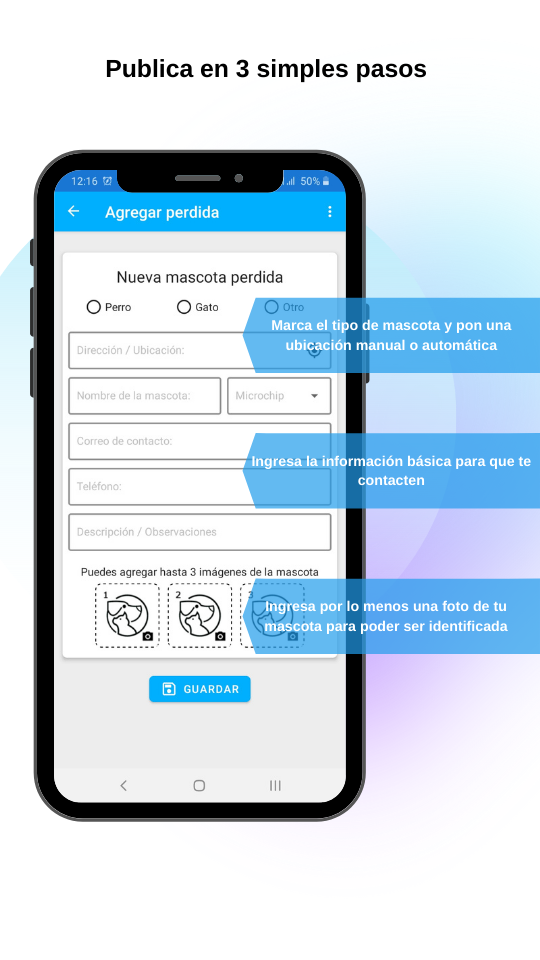 Publica en 3 simples pasos
12:16
50%
Agregar perdida
Nueva mascota perdida
Perro
Gato
Otro
Marca el tipo de mascota y pon una
ubicación manual o automática
Dirección / Ubicación:
Nombre de la mascota:
Microchip
Correo de contacto:
Ingresa la información básica para que te
contacten
Teléfono:
Descripción / Observaciones
Puedes agregar hasta 3 imágenes de la mascota
1
2
3
Ingresa por lo menos una foto de tu
mascota para poder ser identificada
GUARDAR